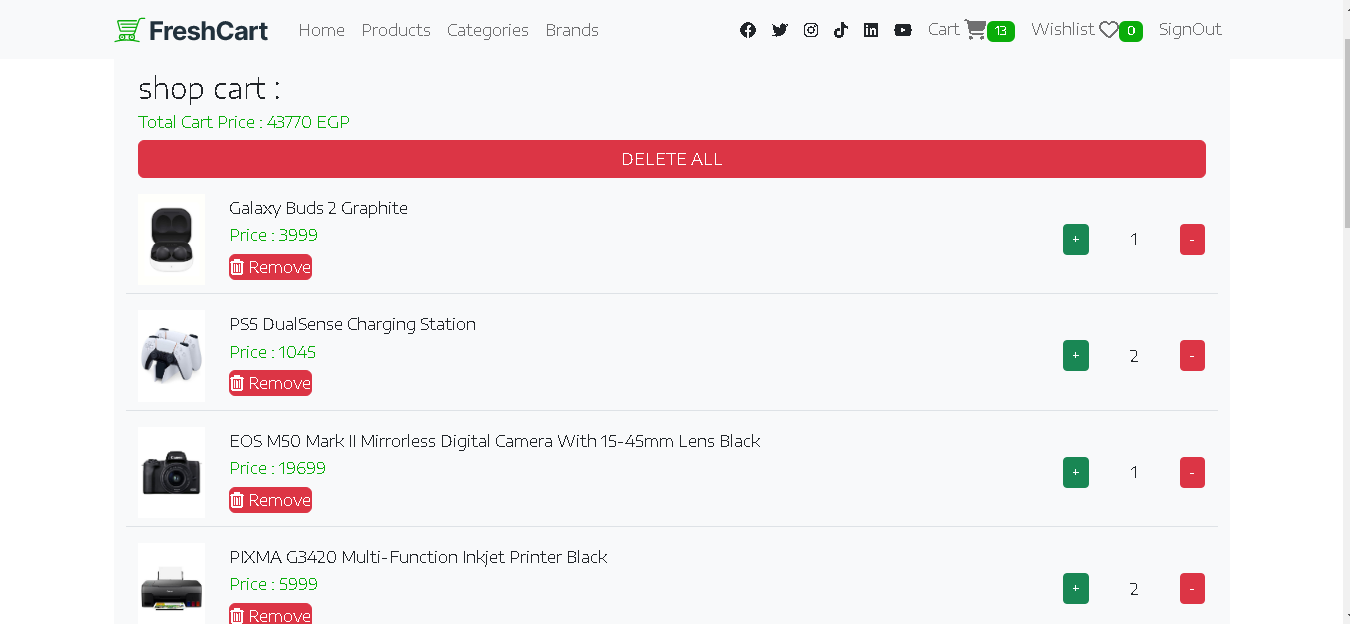 FreshCart Home Products Categories Brands Cart 13 Wishlist 0 SignOut
shop cart :
Total Cart Price : 43770 EGP
DELETE ALL
Galaxy Buds 2 Graphite
Price : 3999
Remove
+ 1 -
PS5 DualSense Charging Station
Price : 1045
Remove
+ 2 -
EOS M50 Mark II Mirrorless Digital Camera With 15-45mm Lens Black
Price : 19699
Remove
+ 1 -
PIXMA G3420 Multi-Function Inkjet Printer Black
Price : 5999
Remove
+ 2 -